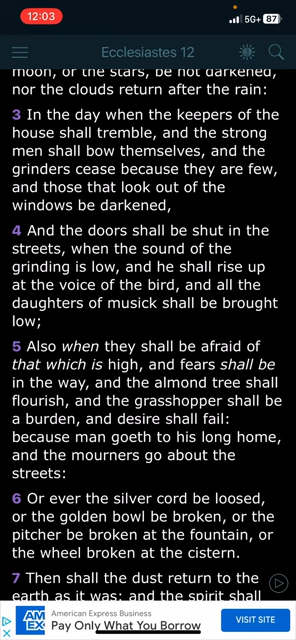 12:03
5G+ 87
Ecclesiastes 12
moon, or the stars, be not darkened,
nor the clouds return after the rain:
3 In the day when the keepers of the
house shall tremble, and the strong
men shall bow themselves, and the
grinders cease because they are few,
and those that look out of the
windows be darkened,
4 And the doors shall be shut in the
streets, when the sound of the
grinding is low, and he shall rise up
at the voice of the bird, and all the
daughters of musick shall be brought
low;
5 Also when they shall be afraid of
that which is high, and fears shall be
in the way, and the almond tree shall
flourish, and the grasshopper shall be
a burden, and desire shall fail:
because man goeth to his long home,
and the mourners go about the
streets:
6 Or ever the silver cord be loosed,
or the golden bowl be broken, or the
pitcher be broken at the fountain, or
the wheel broken at the cistern.
7 Then shall the dust return to the
earth as it was: and the spirit shall
AM
EX
American Express Business
Pay Only What You Borrow
VISIT SITE